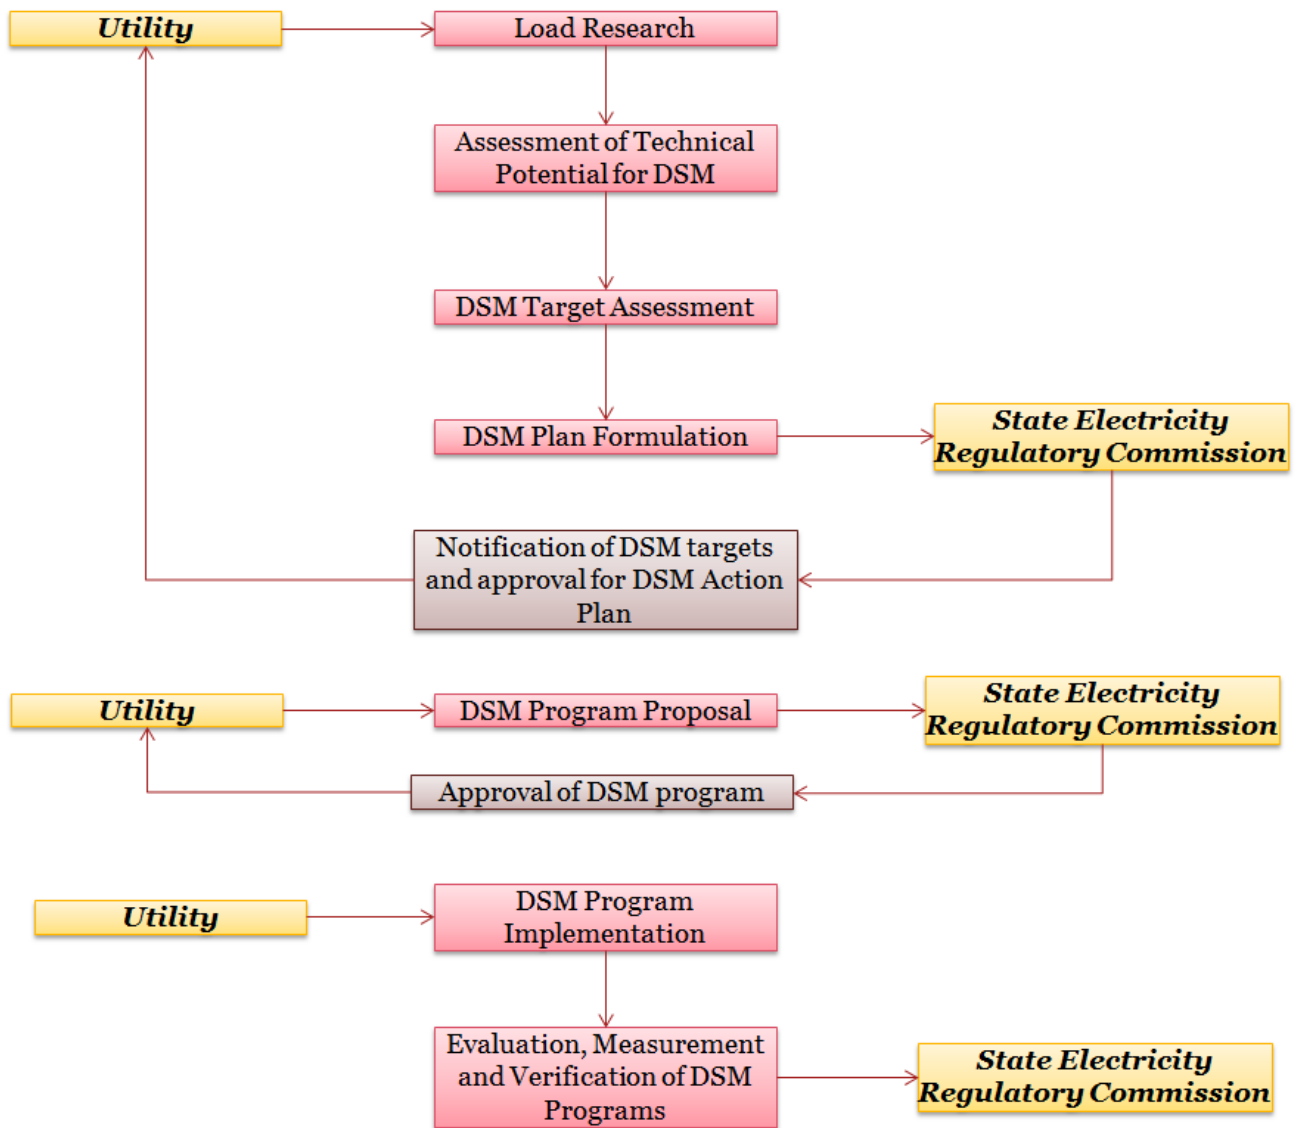 Utility
Load Research
Assessment of Technical
Potential for DSM
DSM Target Assessment
DSM Plan Formulation
State Electricity
Regulatory Commission
Notification of DSM targets
and approval for DSM Action
Plan
Utility
DSM Program Proposal
State Electricity
Regulatory Commission
Approval of DSM program
Utility
DSM Program
Implementation
Evaluation, Measurement
and Verification of DSM
Programs
State Electricity
Regulatory Commission